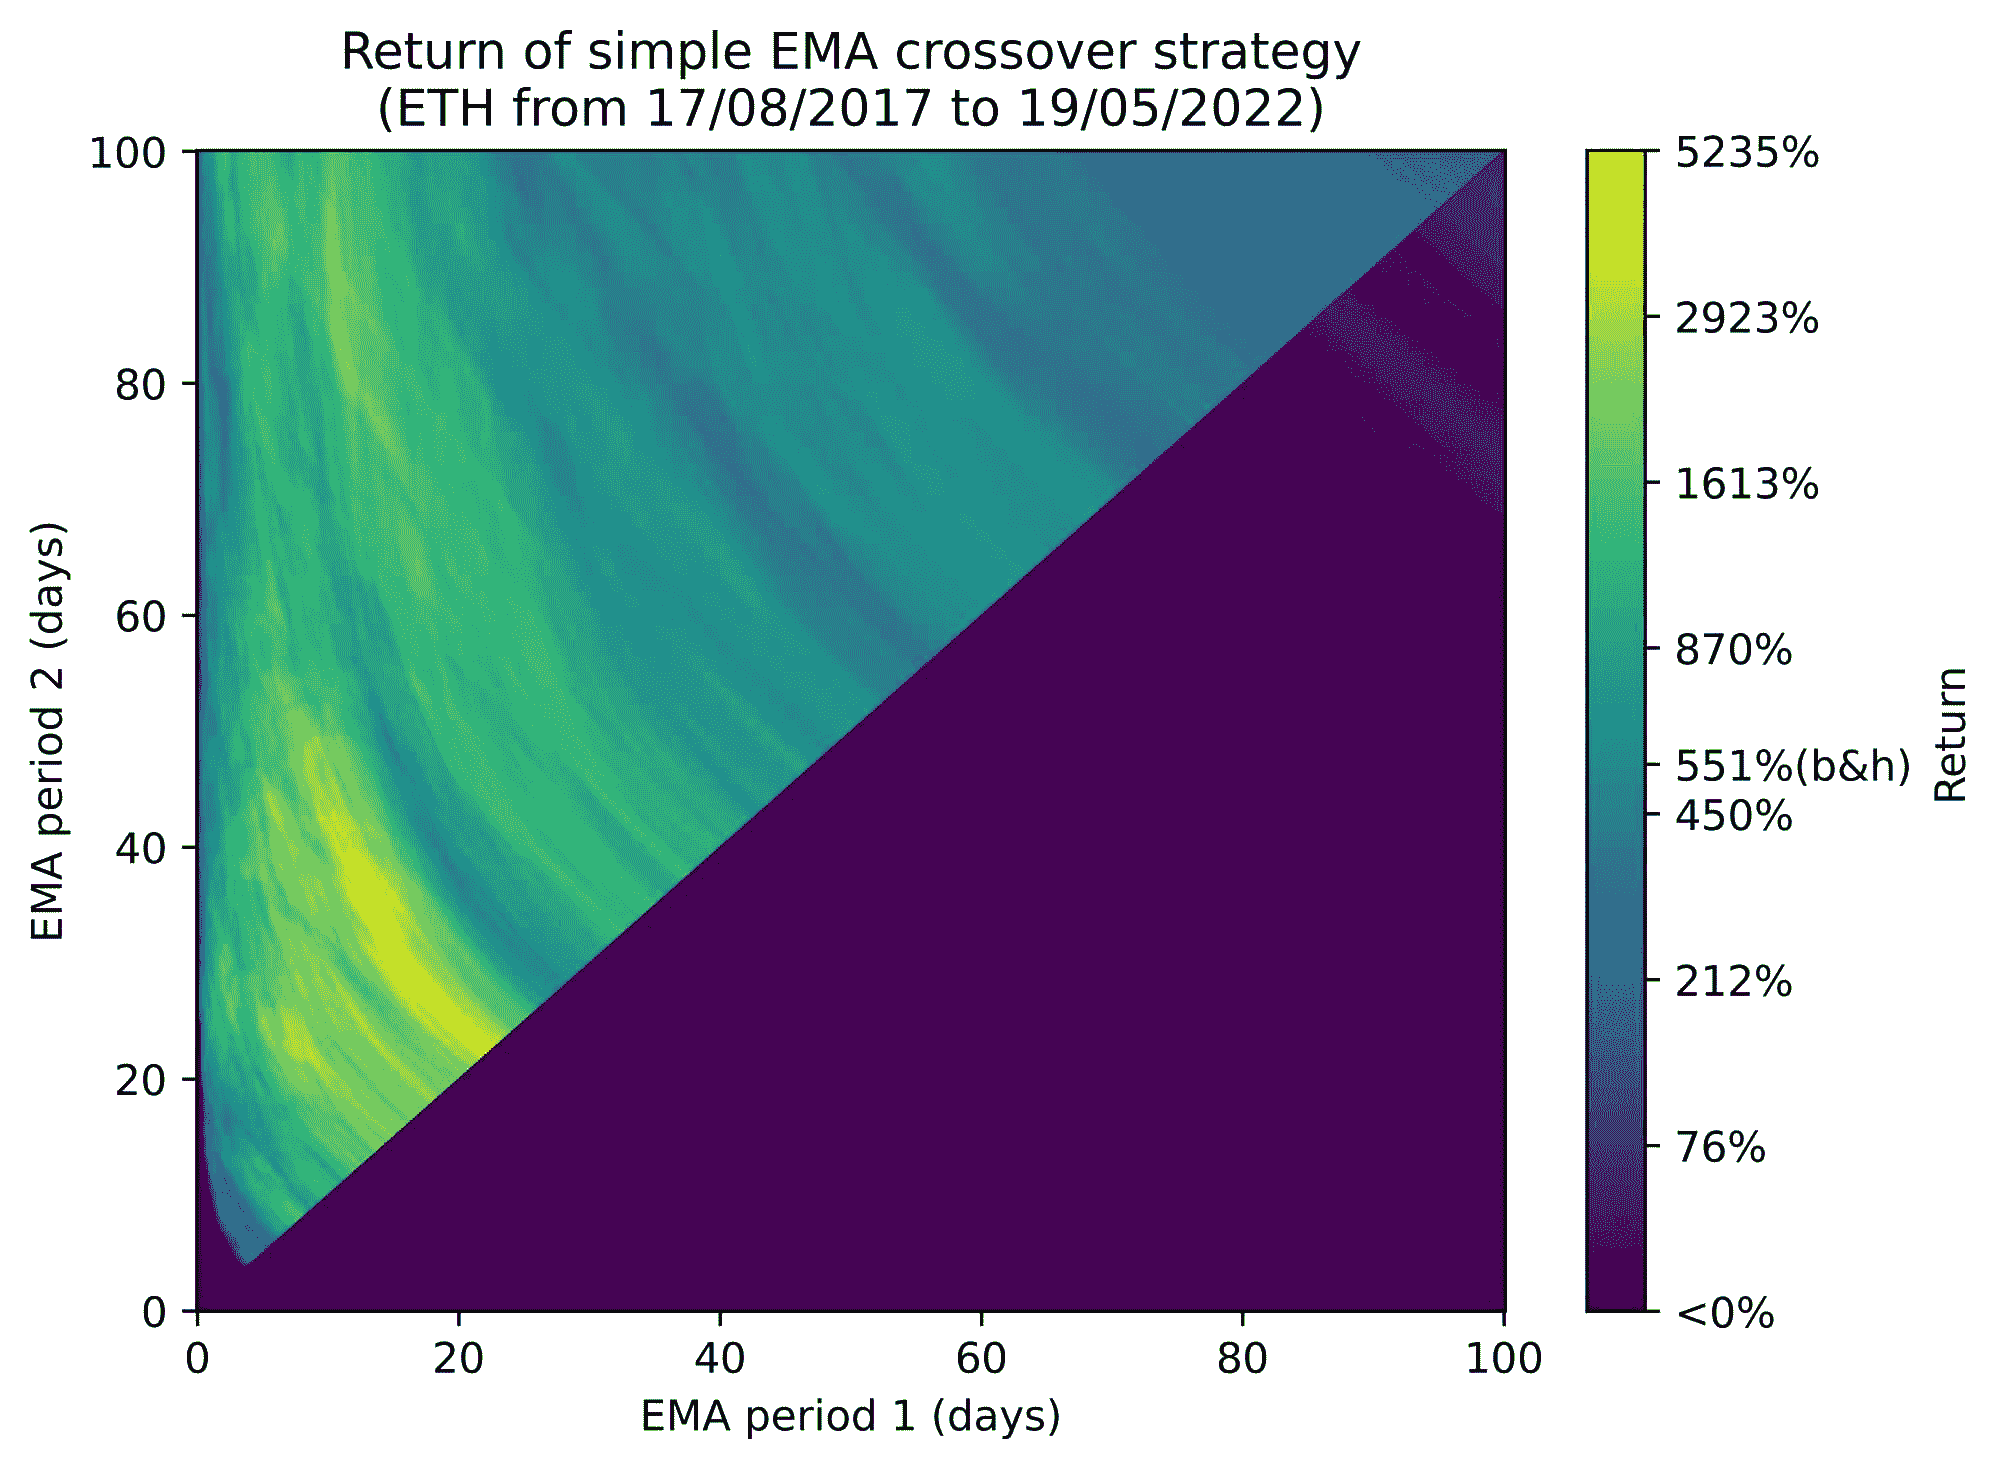 Return of simple EMA crossover strategy
(ETH from 17/08/2017 to 19/05/2022)
EMA period 2 (days)
100
80
60
40
20
0
0 20 40 60 80 100
EMA period 1 (days)
5235%
2923%
1613%
870%
551%(b&h)
450%
212%
76%
<0%
Return